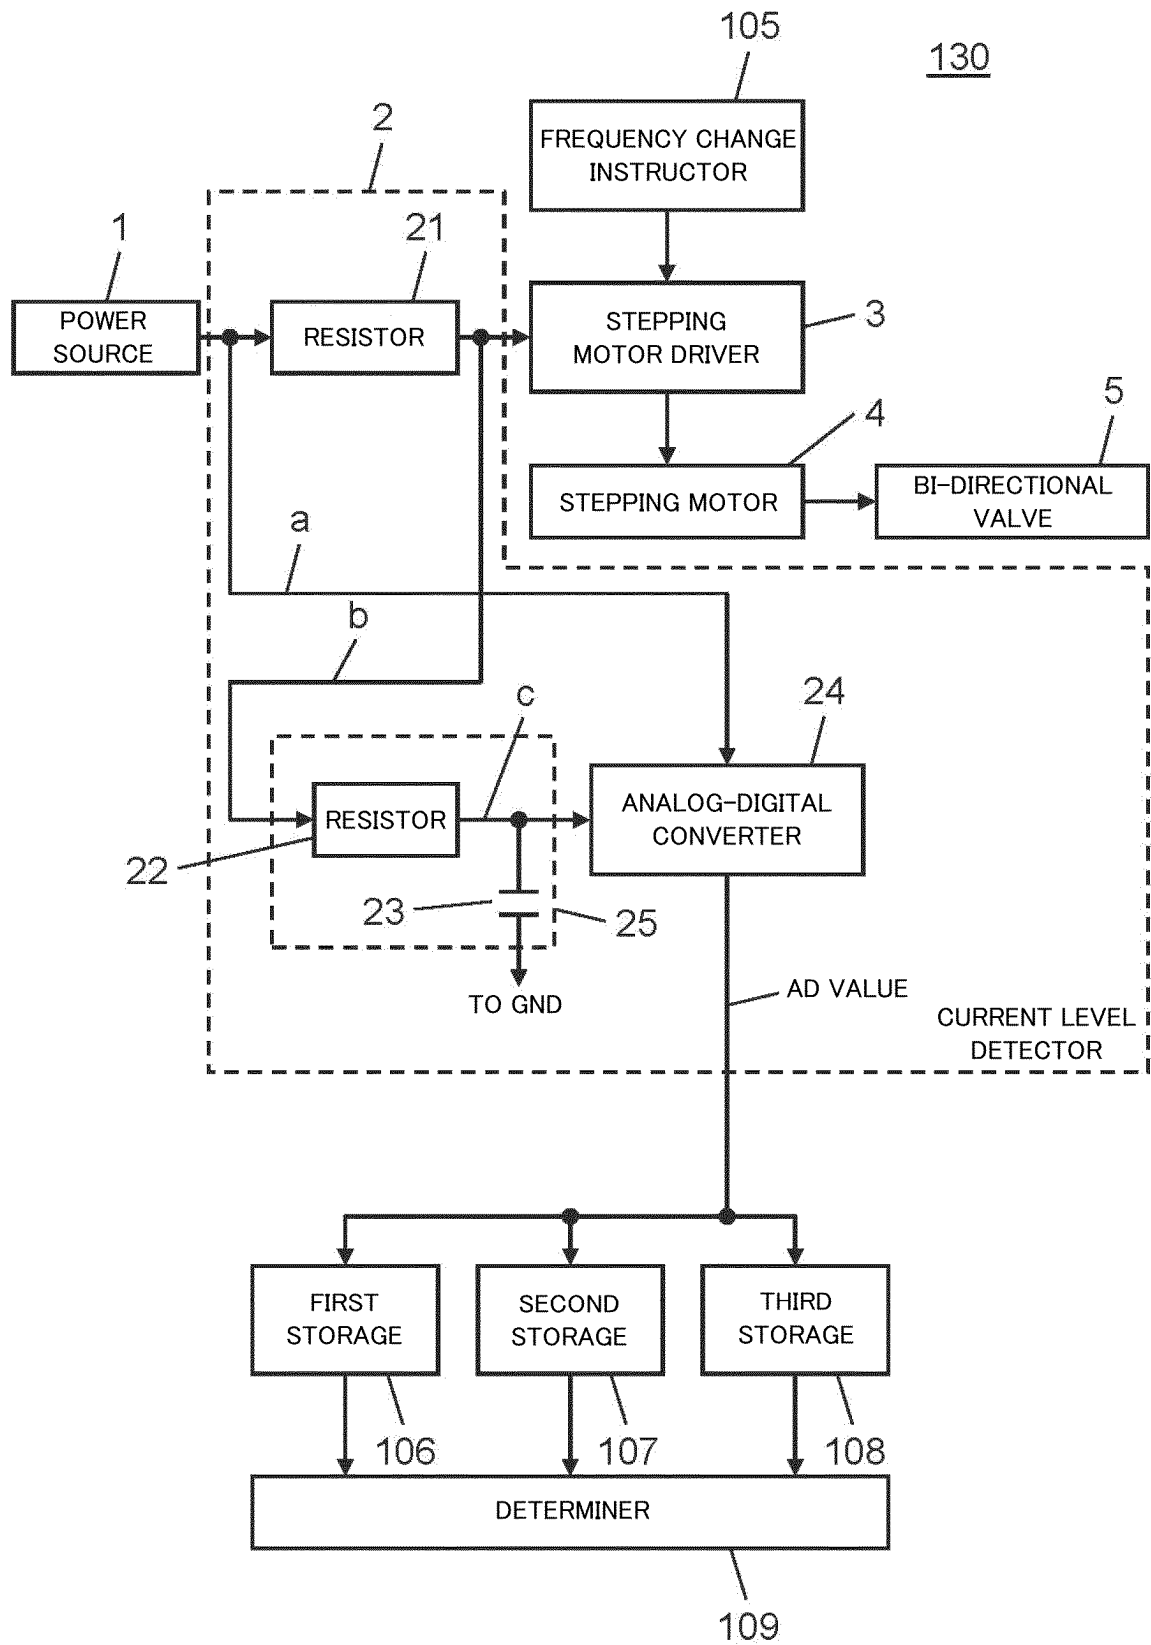 105
130
2
FREQUENCY CHANGE
INSTRUCTOR
1
21
POWER
SOURCE
RESISTOR
STEPPING
MOTOR DRIVER
3
4
5
STEPPING MOTOR
BI-DIRECTIONAL
VALVE
a
b
c
24
RESISTOR
ANALOG-DIGITAL
CONVERTER
22
23
25
TO GND
AD VALUE
CURRENT LEVEL
DETECTOR
FIRST
STORAGE
SECOND
STORAGE
THIRD
STORAGE
106
107
108
DETERMINER
109